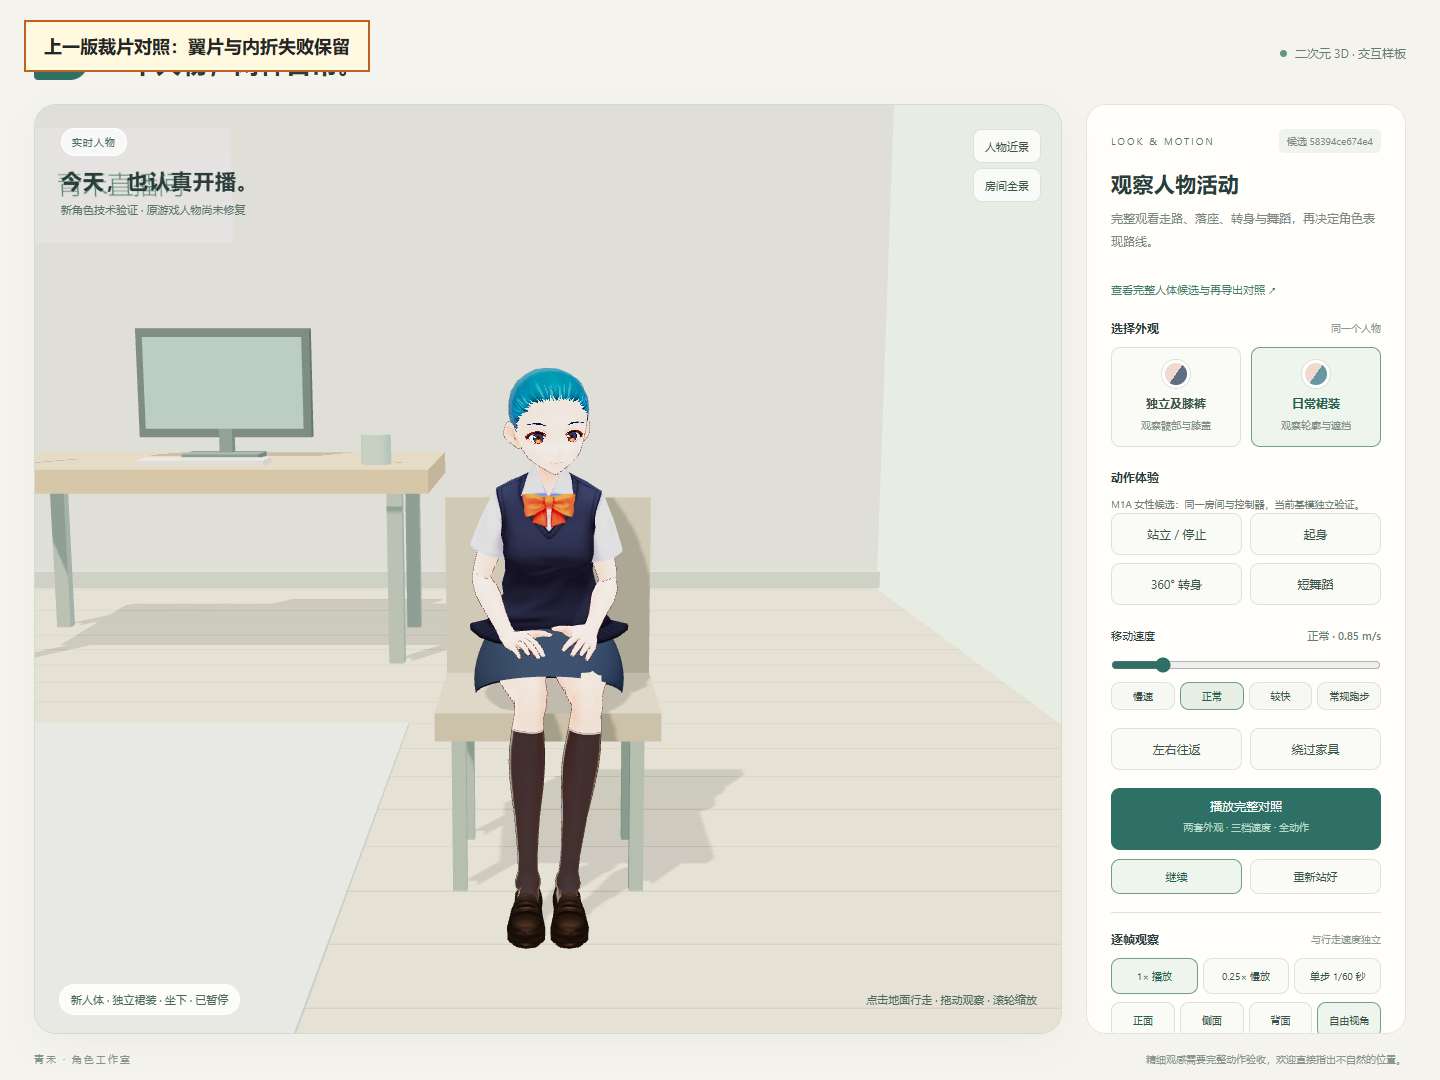 上一版裁片对照：翼片与内折失败保留
二次元 3D · 交互样板
实时人物
今天，也认真开播。
青禾直播间
新角色技术验证 · 原游戏人物尚未修复
人物近景
房间全景
新人体 · 独立裙装 · 坐下 · 已暂停
点击地面行走 · 拖动观察 · 滚轮缩放
LOOK & MOTION
候选 58394ce674e4
观察人物活动
完整观看走路、落座、转身与舞蹈，再决定角色表
现路线。
查看完整人体候选与再导出对照 ↗
选择外观
同一个人物
独立及膝裤
观察髋部与膝盖
日常裙装
观察轮廓与遮挡
动作体验
M1A 女性候选：同一房间与控制器，当前基模独立验证。
站立 / 停止
起身
360° 转身
短舞蹈
移动速度
正常 · 0.85 m/s
慢速
正常
较快
常规跑步
左右往返
绕过家具
播放完整对照
两套外观 · 三档速度 · 全动作
继续
重新站好
逐帧观察
与行走速度独立
1× 播放
0.25× 慢放
单步 1/60 秒
正面
侧面
背面
自由视角
青禾 · 角色工作室
精细观感需要完整动作验收，欢迎直接指出不自然的位置。